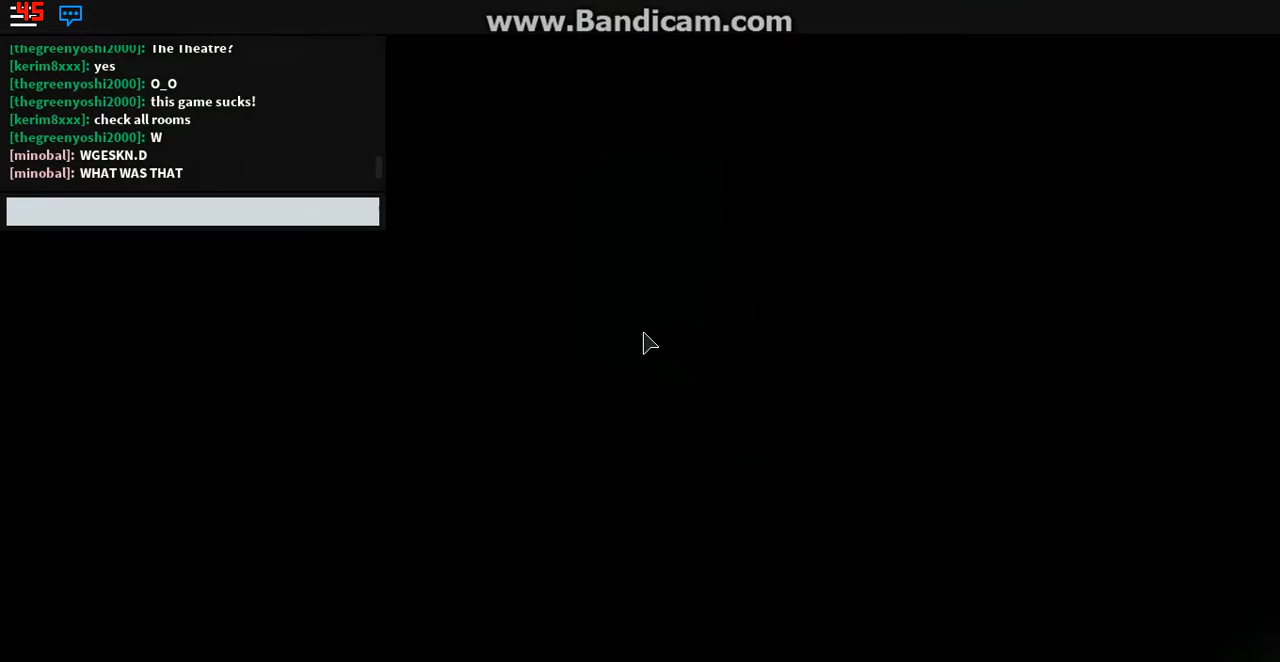 45
www.Bandicam.com
[thegreenyoshi2000]: The Theatre?
[kerim8xxx]: yes
[thegreenyoshi2000]: O_O
[thegreenyoshi2000]: this game sucks!
[kerim8xxx]: check all rooms
[thegreenyoshi2000]: W
[minobal]: WGESKN.D
[minobal]: WHAT WAS THAT